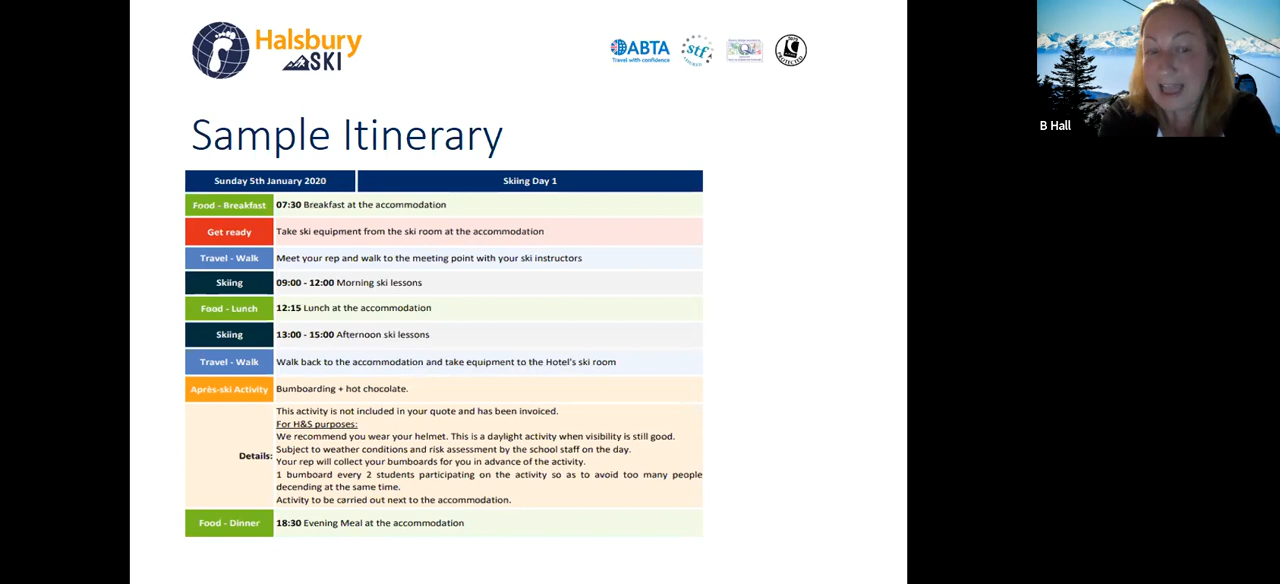 Halsbury
SKI
ABTA
Travel with confidence
stf
Sample Itinerary
Sunday 5th January 2020 Skiing Day 1
Food - Breakfast 07:30 Breakfast at the accommodation
Get ready Take ski equipment from the ski room at the accommodation
Travel - Walk Meet your rep and walk to the meeting point with your ski instructors
Skiing 09:00 - 12:00 Morning ski lessons
Food - Lunch 12:15 Lunch at the accommodation
Skiing 13:00 - 15:00 Afternoon ski lessons
Travel - Walk Walk back to the accommodation and take equipment to the Hotel's ski room
Après-ski Activity Bumboarding + hot chocolate.
This activity is not included in your quote and has been invoiced.
For H&S purposes:
We recommend you wear your helmet. This is a daylight activity when visibility is still good.
Subject to weather conditions and risk assessment by the school staff on the day.
Details:
Your rep will collect your bumboards for you in advance of the activity.
1 bumboard every 2 students participating on the activity so as to avoid too many people
decending at the same time.
Activity to be carried out next to the accommodation.
Food - Dinner 18:30 Evening Meal at the accommodation
B Hall